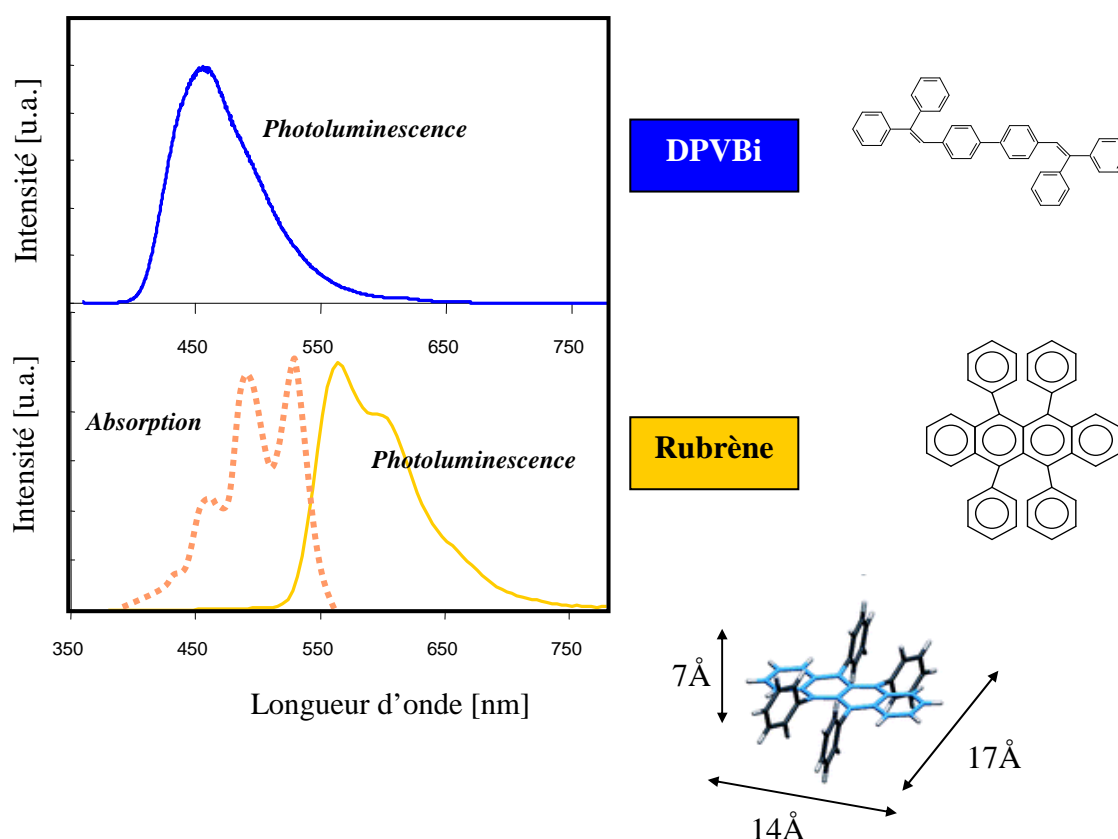 Intensité [u.a.]
Photoluminescence
DPVBi
450 550 650 750
Intensité [u.a.]
Absorption
Photoluminescence
Rubrène
350 450 550 650 750
Longueur d’onde [nm]
7Å
17Å
14Å